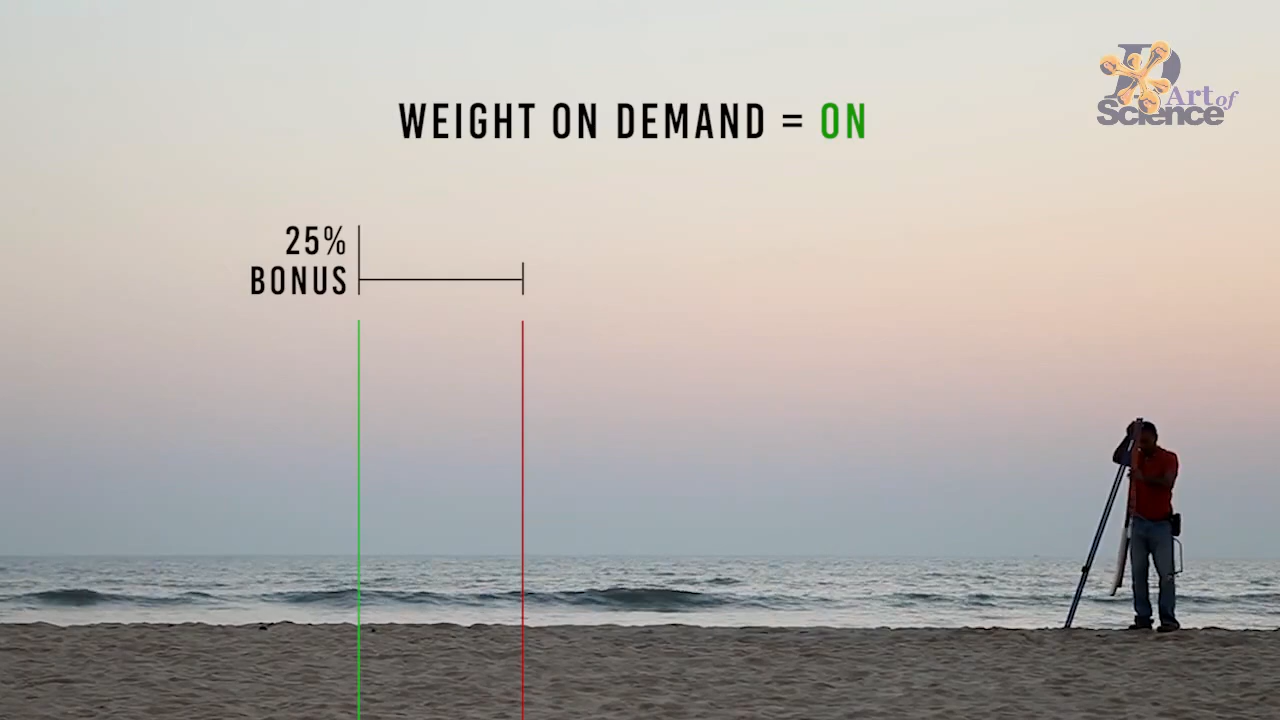 WEIGHT ON DEMAND = ON
25%
BONUS
Art of
Science